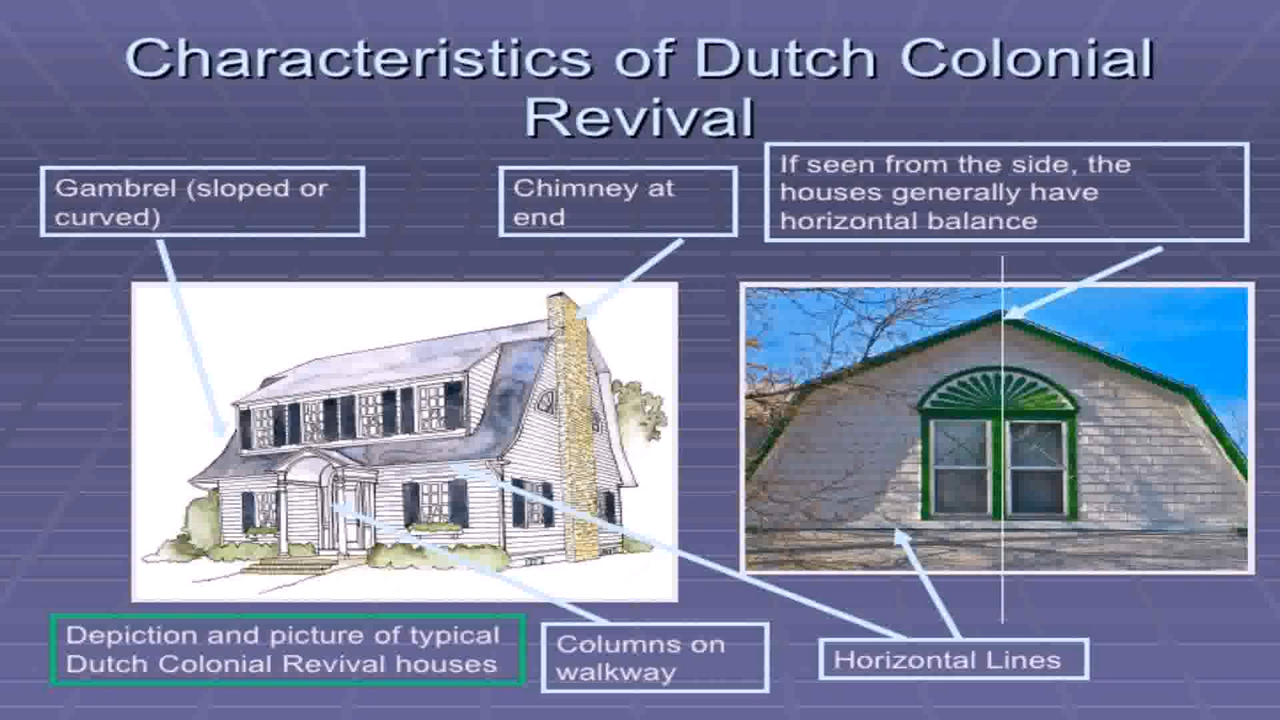 Characteristics of Dutch Colonial
Revival
Gambrel (sloped or
curved)
Chimney at
end
If seen from the side, the
houses generally have
horizontal balance
Depiction and picture of typical
Dutch Colonial Revival houses
Columns on
walkway
Horizontal Lines